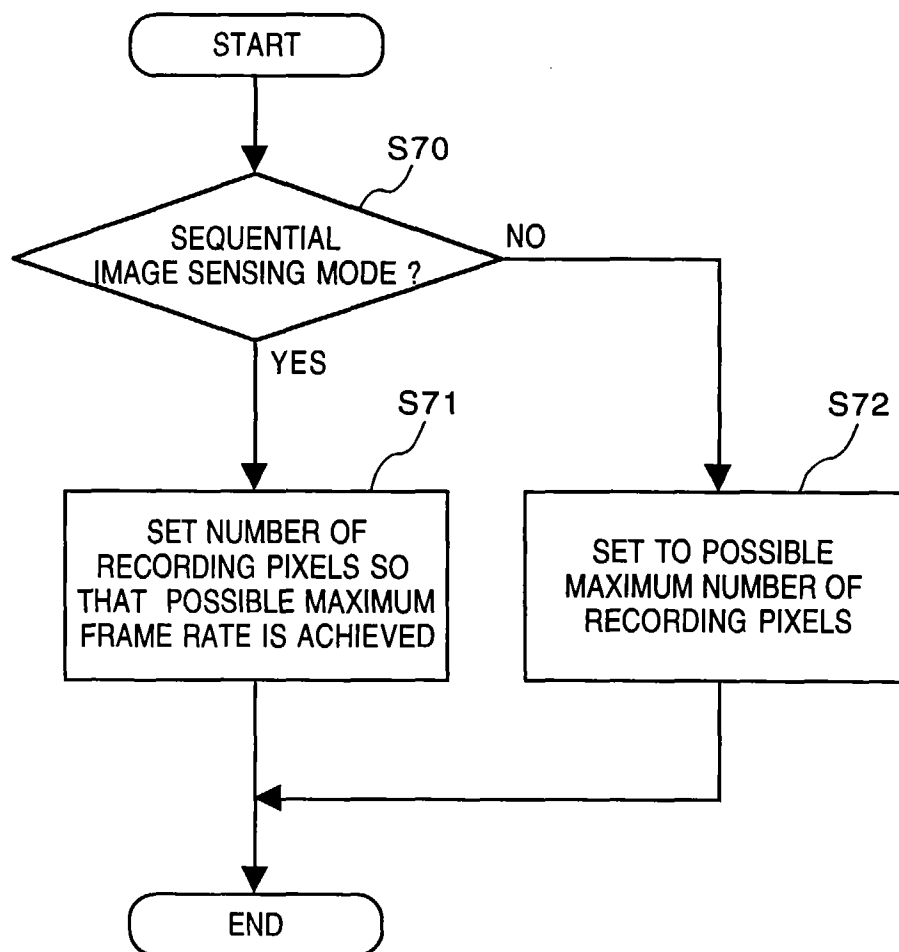 START
S70
SEQUENTIAL
IMAGE SENSING MODE ?
NO
YES
S71
SET NUMBER OF
RECORDING PIXELS SO
THAT POSSIBLE MAXIMUM
FRAME RATE IS ACHIEVED
S72
SET TO POSSIBLE
MAXIMUM NUMBER OF
RECORDING PIXELS
END